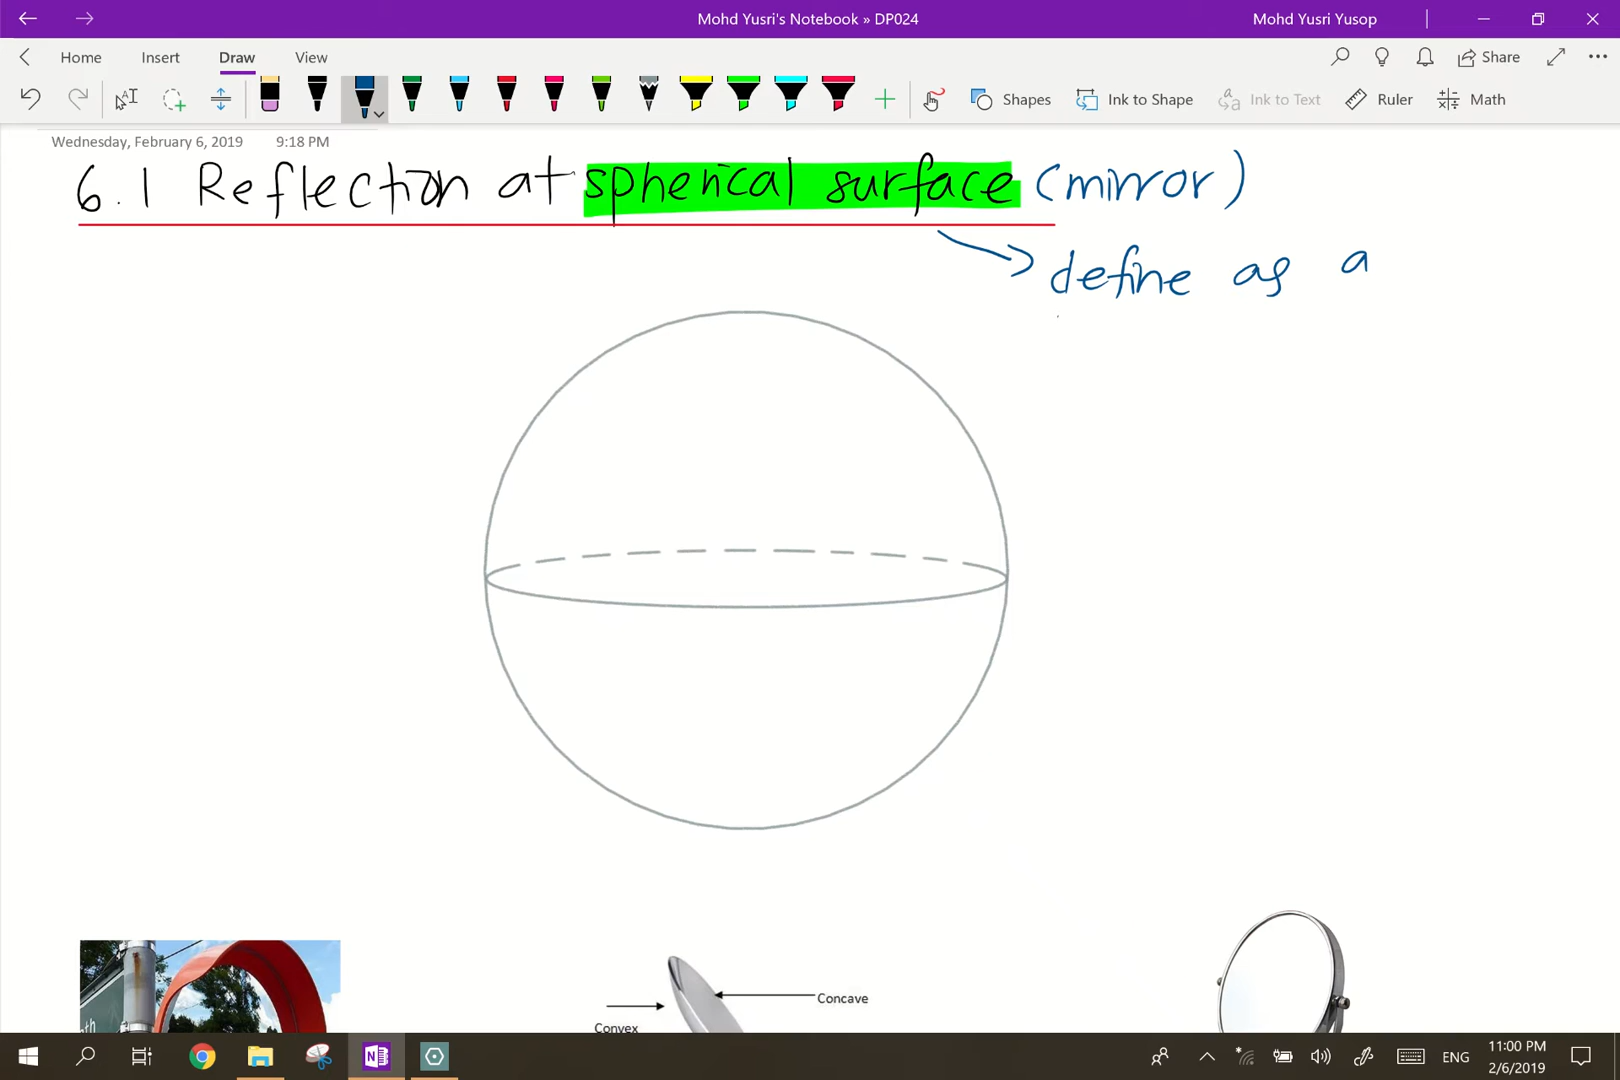 Mohd Yusri's Notebook » DP024
Mohd Yusri Yusop
Home Insert Draw View
Share
Shapes Ink to Shape Ink to Text Ruler Math
Wednesday, February 6, 2019 9:18 PM
6.1 Reflection at spherical surface (mirror)
define as a
Concave
Convex
ENG
11:00 PM
2/6/2019